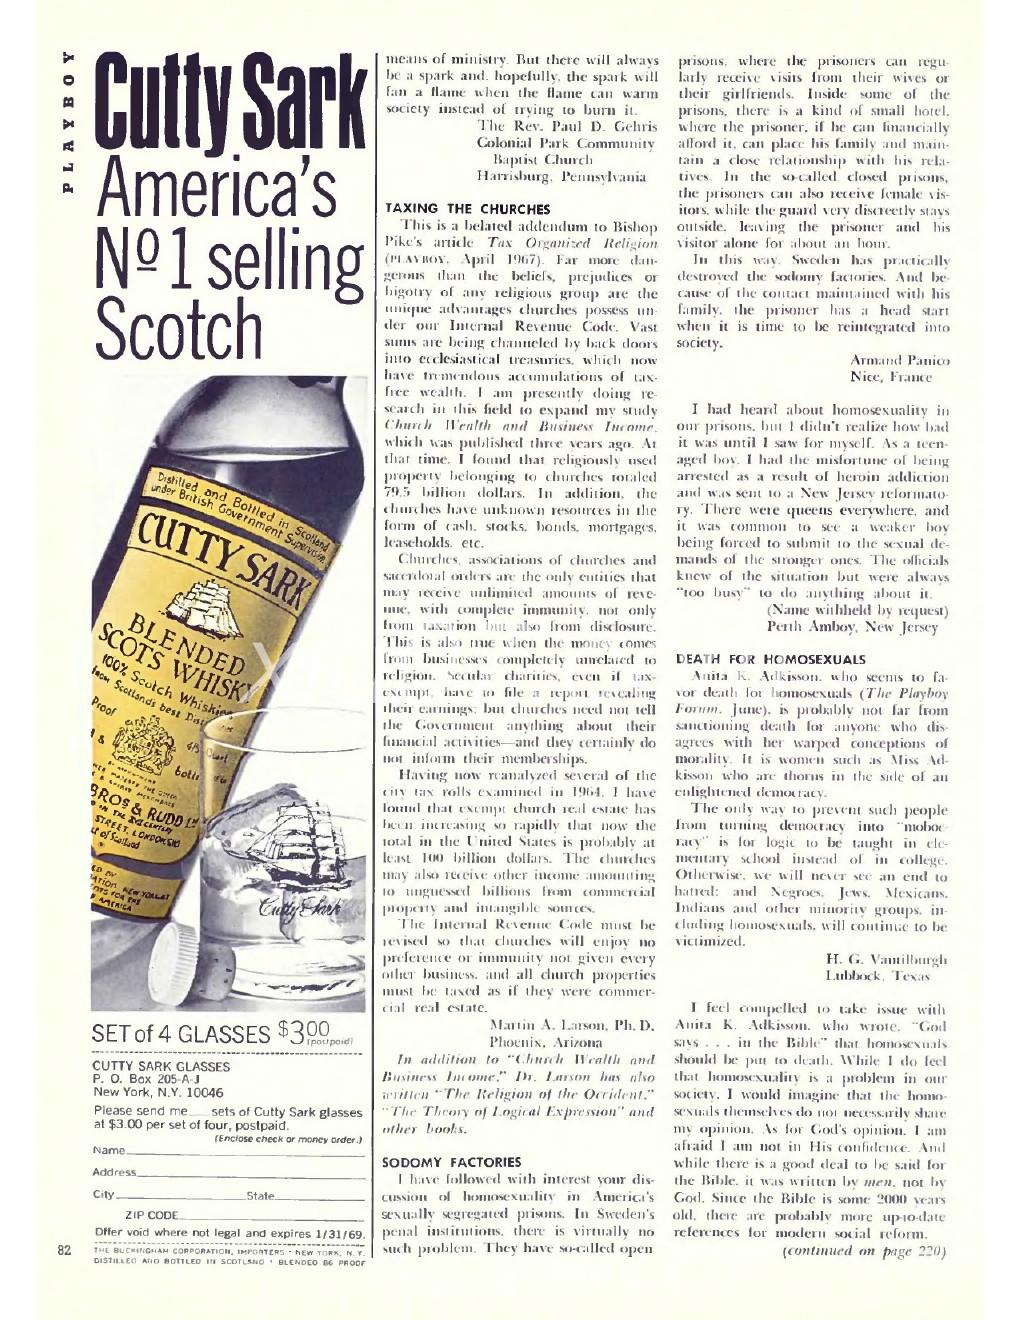 PLAYBOY
Cutty Sark
America's
Nº1 selling
Scotch
Distilled and Bottled in Scotland
under British Government Supervision
CUTTY SARK
BLENDED
SCOTS WHISKY
100% Scotch Whiskies
from Scotlands best Dis
Proof
4/5 Quart
bottle
BROS & RUDD LTD
STREET, LONDON
of Scotland
AMERICA
Cutty Sark
SET of 4 GLASSES $3.00 (postpaid)
CUTTY SARK GLASSES
P. O. Box 205-A-J
New York, N.Y. 10046
Please send me sets of Cutty Sark glasses
at $3.00 per set of four, postpaid.
(Enclose check or money order.)
Name
Address
City State
ZIP CODE
Offer void where not legal and expires 1/31/69.
THE BUCKINGHAM CORPORATION, IMPORTERS • NEW YORK, N. Y.
DISTILLED AND BOTTLED IN SCOTLAND • BLENDED 86 PROOF
82
means of ministry. But there will always
be a spark and, hopefully, the spark will
fan a flame when the flame can warm
society instead of trying to burn it.
The Rev. Paul D. Gehris
Colonial Park Community
Baptist Church
Harrisburg, Pennsylvania
TAXING THE CHURCHES
This is a belated addendum to Bishop
Pike's article Tax Organized Religion
(PLAYBOY, April 1967). Far more dan-
gerous than the beliefs, prejudices or
bigotry of any religious group are the
unique advantages churches possess un-
der our Internal Revenue Code. Vast
sums are being channeled by back doors
into ecclesiastical treasuries, which now
have tremendous accumulations of tax-
free wealth. I am presently doing re-
search in this field to expand my study
Church Wealth and Business Income,
which was published three years ago. At
that time, I found that religiously used
property belonging to churches totaled
79.5 billion dollars. In addition, the
churches have unknown resources in the
form of cash, stocks, bonds, mortgages,
leaseholds, etc.
Churches, associations of churches and
sacerdotal orders are the only entities that
may receive unlimited amounts of reve-
nue, with complete immunity, not only
from taxation but also from disclosure.
This is also true when the money comes
from businesses completely unrelated to
religion. Secular charities, even if tax-
exempt, have to file a report revealing
their earnings; but churches need not tell
the Government anything about their
financial activities—and they certainly do
not inform their memberships.
Having now reanalyzed several of the
city tax rolls examined in 1964, I have
found that exempt church real estate has
been increasing so rapidly that now the
total in the United States is probably at
least 100 billion dollars. The churches
may also receive other income amounting
to unguessed billions from commercial
property and intangible sources.
The Internal Revenue Code must be
revised so that churches will enjoy no
preference or immunity not given every
other business, and all church properties
must be taxed as if they were commer-
cial real estate.
Martin A. Larson, Ph. D.
Phoenix, Arizona
In addition to "Church Wealth and
Business Income," Dr. Larson has also
written "The Religion of the Occident,"
"The Theory of Logical Expression" and
other books.
SODOMY FACTORIES
I have followed with interest your dis-
cussion of homosexuality in America's
sexually segregated prisons. In Sweden's
penal institutions, there is virtually no
such problem. They have so-called open
prisons, where the prisoners can regu-
larly receive visits from their wives or
their girlfriends. Inside some of the
prisons, there is a kind of small hotel,
where the prisoner, if he can financially
afford it, can place his family and main-
tain a close relationship with his rela-
tives. In the so-called closed prisons,
the prisoners can also receive female vis-
itors, while the guard very discreetly stays
outside, leaving the prisoner and his
visitor alone for about an hour.
In this way, Sweden has practically
destroyed the sodomy factories. And be-
cause of the contact maintained with his
family, the prisoner has a head start
when it is time to be reintegrated into
society.
Armand Panico
Nice, France
I had heard about homosexuality in
our prisons, but I didn't realize how bad
it was until I saw for myself. As a teen-
aged boy, I had the misfortune of being
arrested as a result of heroin addiction
and was sent to a New Jersey reformato-
ry. There were queens everywhere, and
it was common to see a weaker boy
being forced to submit to the sexual de-
mands of the stronger ones. The officials
knew of the situation but were always
"too busy" to do anything about it.
(Name withheld by request)
Perth Amboy, New Jersey
DEATH FOR HOMOSEXUALS
Anita K. Adkisson, who seems to fa-
vor death for homosexuals (The Playboy
Forum, June), is probably not far from
sanctioning death for anyone who dis-
agrees with her warped conceptions of
morality. It is women such as Miss Ad-
kisson who are thorns in the side of an
enlightened democracy.
The only way to prevent such people
from turning democracy into "moboc-
racy" is for logic to be taught in ele-
mentary school instead of in college.
Otherwise, we will never see an end to
hatred; and Negroes, Jews, Mexicans,
Indians and other minority groups, in-
cluding homosexuals, will continue to be
victimized.
H. G. Vantilburgh
Lubbock, Texas
I feel compelled to take issue with
Anita K. Adkisson, who wrote, "God
says . . . in the Bible" that homosexuals
should be put to death. While I do feel
that homosexuality is a problem in our
society, I would imagine that the homo-
sexuals themselves do not necessarily share
my opinion. As for God's opinion, I am
afraid I am not in His confidence. And
while there is a good deal to be said for
the Bible, it was written by men, not by
God. Since the Bible is some 2000 years
old, there are probably more up-to-date
references for modern social reform.
(continued on page 220)